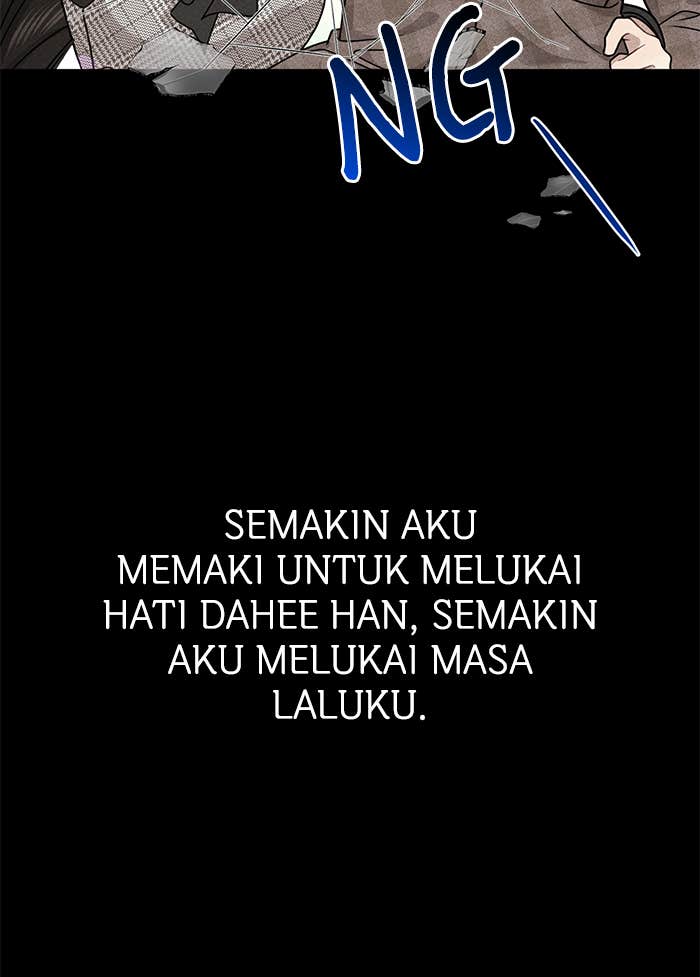 NG
SEMAKIN AKU
MEMAKI UNTUK MELUKAI
HATI DAHEE HAN, SEMAKIN
AKU MELUKAI MASA
LALUKU.